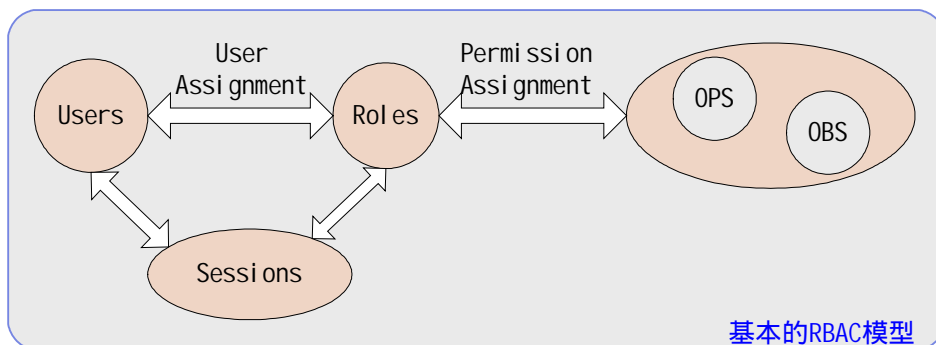 User
Assignment
Permission
Assignment
Users
Roles
OPS
OBS
Sessions
基本的RBAC模型